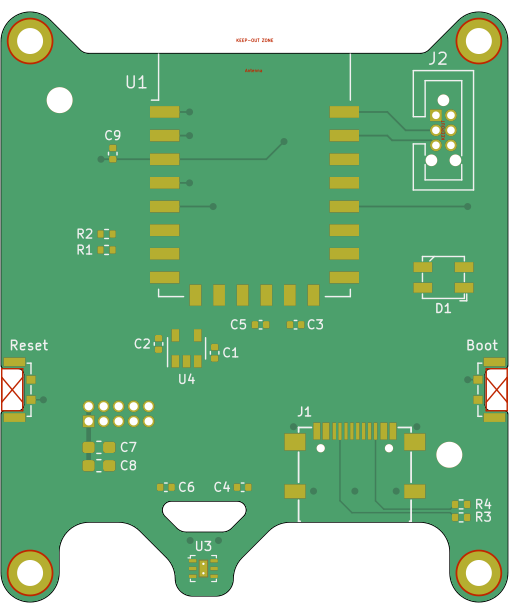 KEEP-OUT ZONE
Antenna
J2
U1
C9
R2
R1
D1
C5
C3
C2
C1
U4
Reset
Boot
J1
C7
C8
C6
C4
R4
R3
U3